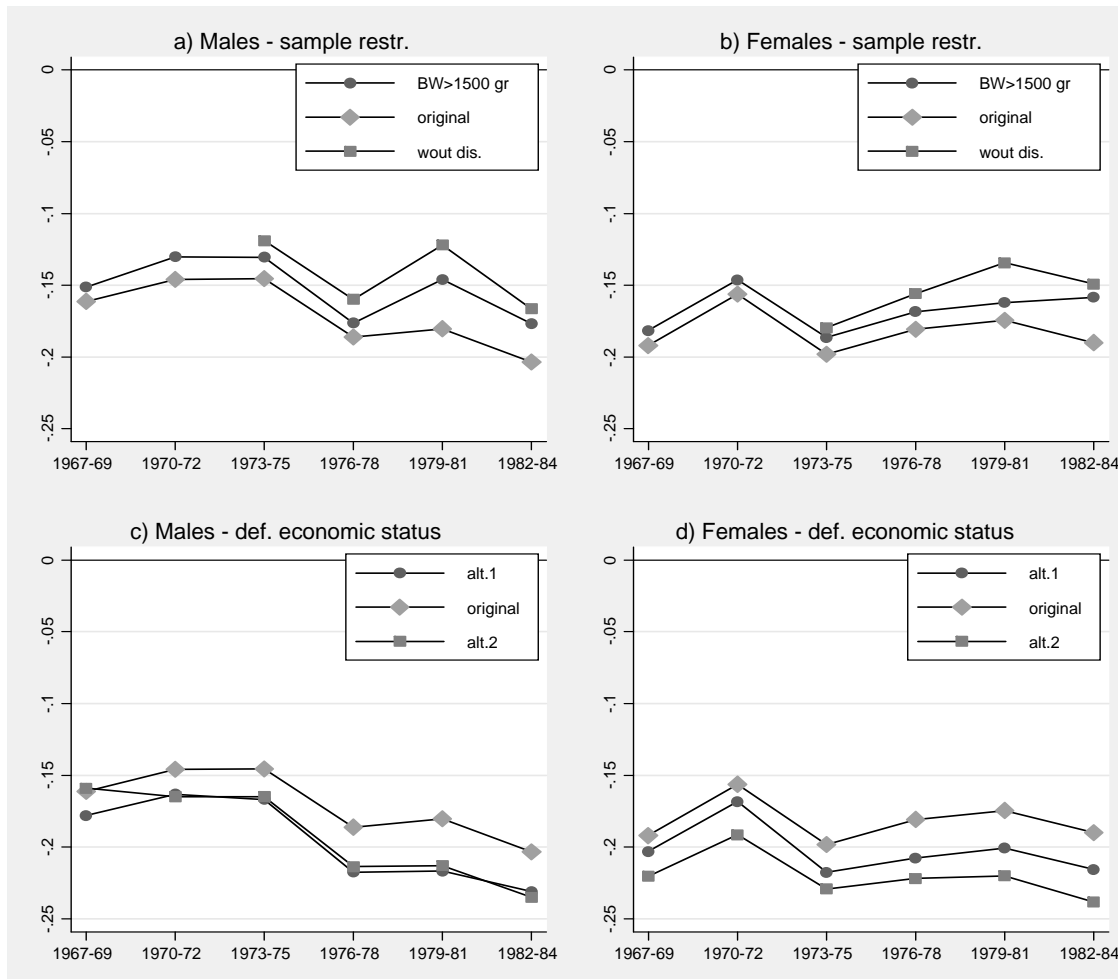 a) Males - sample restr.
0
-.05
-.1
-.15
-.2
-.25
BW>1500 gr
original
wout dis.
1967-69 1970-72 1973-75 1976-78 1979-81 1982-84
b) Females - sample restr.
0
-.05
-.1
-.15
-.2
-.25
BW>1500 gr
original
wout dis.
1967-69 1970-72 1973-75 1976-78 1979-81 1982-84
c) Males - def. economic status
0
-.05
-.1
-.15
-.2
-.25
alt.1
original
alt.2
1967-69 1970-72 1973-75 1976-78 1979-81 1982-84
d) Females - def. economic status
0
-.05
-.1
-.15
-.2
-.25
alt.1
original
alt.2
1967-69 1970-72 1973-75 1976-78 1979-81 1982-84